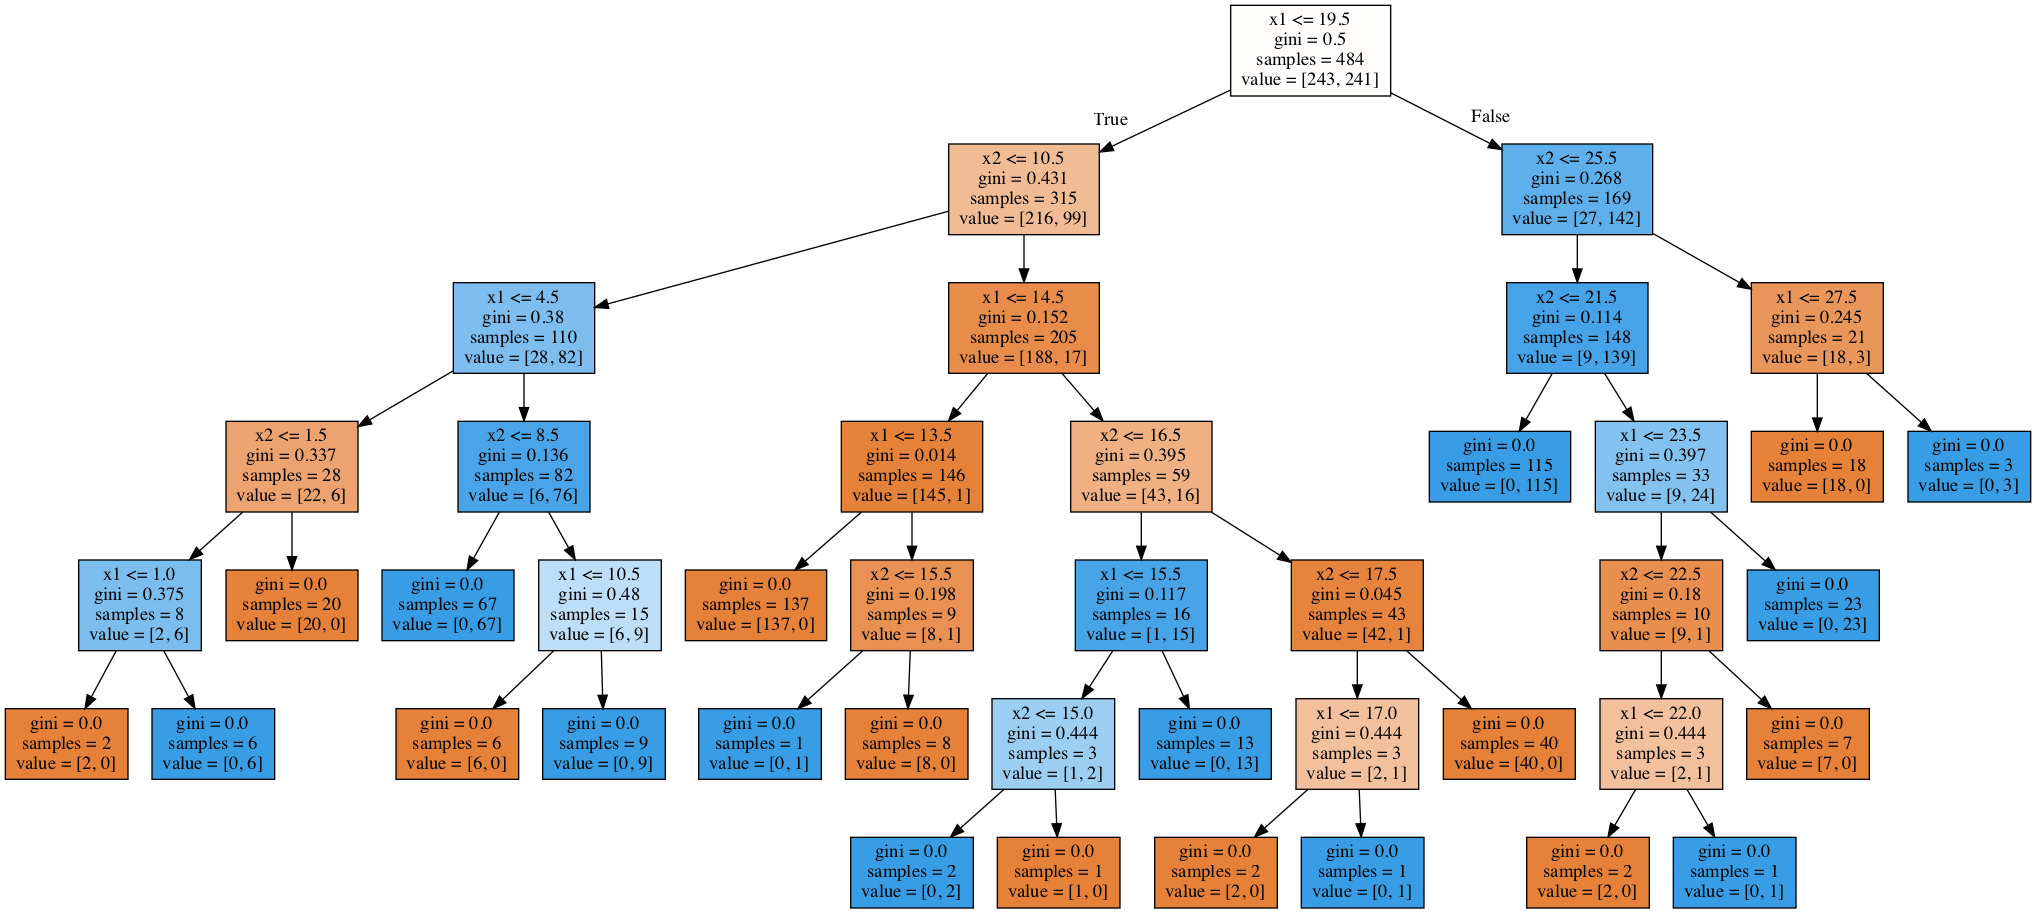 x1 <= 19.5
gini = 0.5
samples = 484
value = [243, 241]
True
False
x2 <= 10.5
gini = 0.431
samples = 315
value = [216, 99]
x2 <= 25.5
gini = 0.268
samples = 169
value = [27, 142]
x1 <= 4.5
gini = 0.38
samples = 110
value = [28, 82]
x1 <= 14.5
gini = 0.152
samples = 205
value = [188, 17]
x2 <= 21.5
gini = 0.114
samples = 148
value = [9, 139]
x1 <= 27.5
gini = 0.245
samples = 21
value = [18, 3]
x2 <= 1.5
gini = 0.337
samples = 28
value = [22, 6]
x2 <= 8.5
gini = 0.136
samples = 82
value = [6, 76]
x1 <= 13.5
gini = 0.014
samples = 146
value = [145, 1]
x2 <= 16.5
gini = 0.395
samples = 59
value = [43, 16]
gini = 0.0
samples = 115
value = [0, 115]
x1 <= 23.5
gini = 0.397
samples = 33
value = [9, 24]
gini = 0.0
samples = 18
value = [18, 0]
gini = 0.0
samples = 3
value = [0, 3]
x1 <= 1.0
gini = 0.375
samples = 8
value = [2, 6]
gini = 0.0
samples = 20
value = [20, 0]
gini = 0.0
samples = 67
value = [0, 67]
x1 <= 10.5
gini = 0.48
samples = 15
value = [6, 9]
gini = 0.0
samples = 137
value = [137, 0]
x2 <= 15.5
gini = 0.198
samples = 9
value = [8, 1]
x1 <= 15.5
gini = 0.117
samples = 16
value = [1, 15]
x2 <= 17.5
gini = 0.045
samples = 43
value = [42, 1]
x2 <= 22.5
gini = 0.18
samples = 10
value = [9, 1]
gini = 0.0
samples = 23
value = [0, 23]
gini = 0.0
samples = 2
value = [2, 0]
gini = 0.0
samples = 6
value = [0, 6]
gini = 0.0
samples = 6
value = [6, 0]
gini = 0.0
samples = 9
value = [0, 9]
gini = 0.0
samples = 1
value = [0, 1]
gini = 0.0
samples = 8
value = [8, 0]
x2 <= 15.0
gini = 0.444
samples = 3
value = [1, 2]
gini = 0.0
samples = 13
value = [0, 13]
x1 <= 17.0
gini = 0.444
samples = 3
value = [2, 1]
gini = 0.0
samples = 40
value = [40, 0]
x1 <= 22.0
gini = 0.444
samples = 3
value = [2, 1]
gini = 0.0
samples = 7
value = [7, 0]
gini = 0.0
samples = 2
value = [0, 2]
gini = 0.0
samples = 1
value = [1, 0]
gini = 0.0
samples = 2
value = [2, 0]
gini = 0.0
samples = 1
value = [0, 1]
gini = 0.0
samples = 2
value = [2, 0]
gini = 0.0
samples = 1
value = [0, 1]